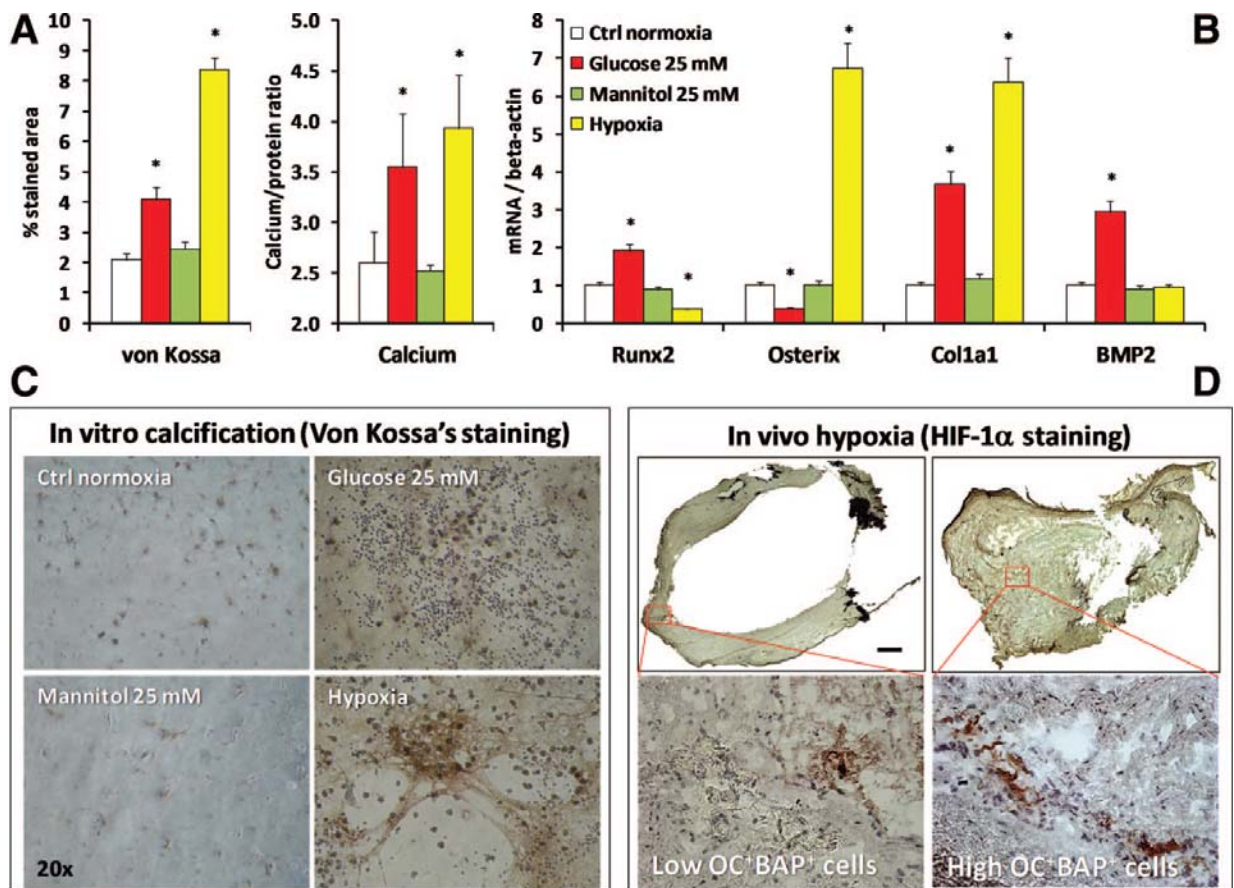 A
B
10
9
8
7
6
5
4
3
2
1
0
% stained area
*
*
von Kossa
5.0
4.5
4.0
3.5
3.0
2.5
2.0
Calcium/protein ratio
*
*
Calcium
8
7
6
5
4
3
2
1
0
mRNA / beta-actin
Ctrl normoxia
Glucose 25 mM
Mannitol 25 mM
Hypoxia
*
*
*
*
*
*
*
Runx2 Osterix Col1a1 BMP2
C
In vitro calcification (Von Kossa's staining)
Ctrl normoxia
Glucose 25 mM
Mannitol 25 mM
Hypoxia
20x
D
In vivo hypoxia (HIF-1α staining)
Low OC⁺BAP⁺ cells
High OC⁺BAP⁺ cells